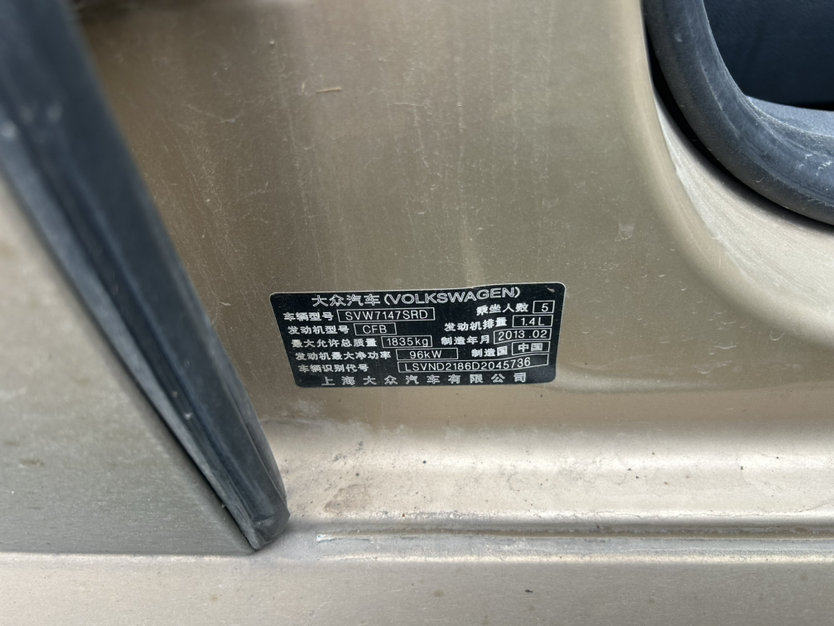 大众汽车(VOLKSWAGEN)
车辆型号 SVW7147SRD 乘坐人数 5
发动机型号 CFB 发动机排量 1.4L
最大允许总质量 1835kg 制造年月 2013.02
发动机最大净功率 96kW 制造国 中国
车辆识别代号 LSVND2186D2045736
上海大众汽车有限公司